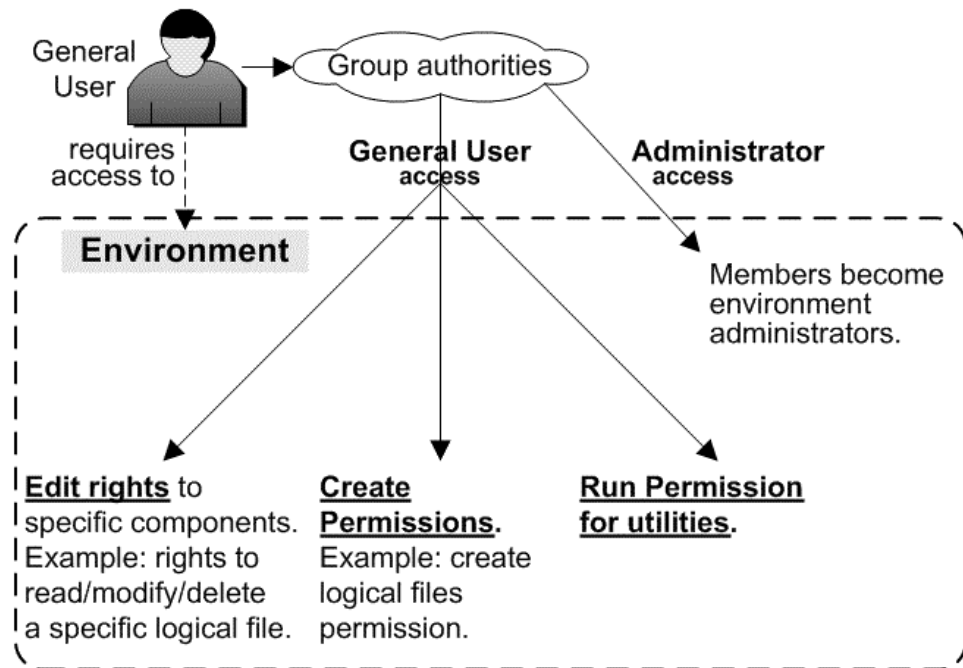 General
User
Group authorities
requires
access to
General User
access
Administrator
access
Environment
Members become
environment
administrators.
Edit rights to
specific components.
Example: rights to
read/modify/delete
a specific logical file.
Create
Permissions.
Example: create
logical files
permission.
Run Permission
for utilities.